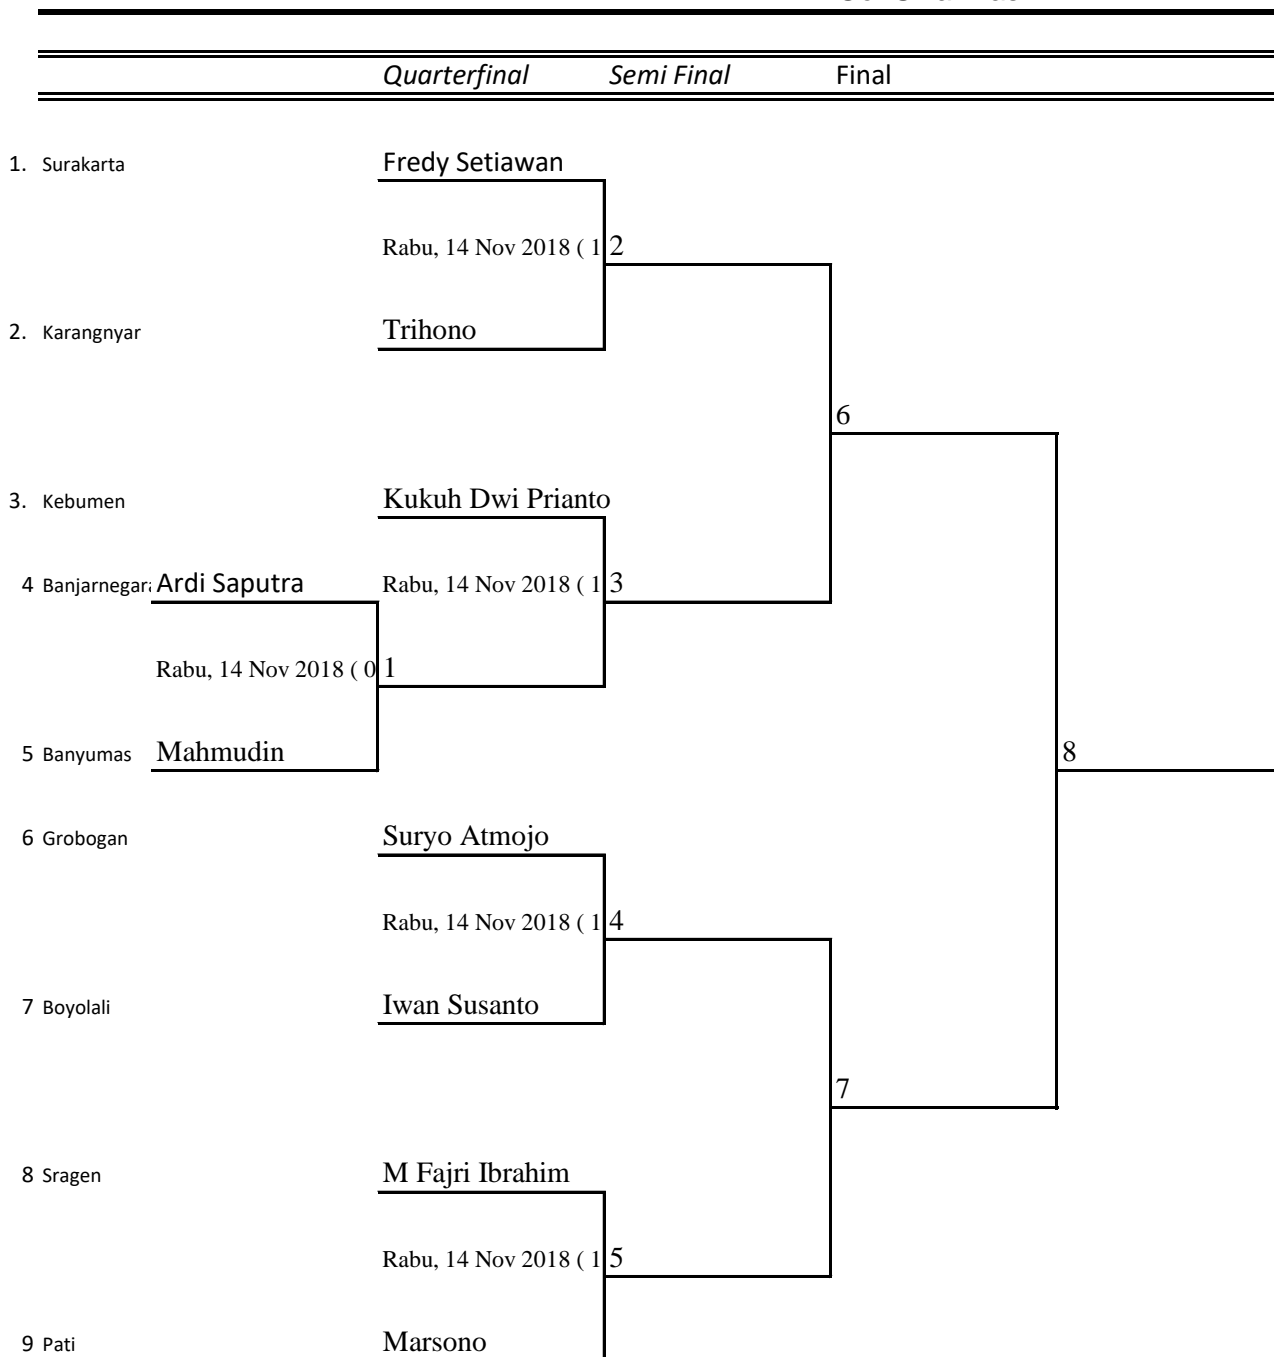 Quarterfinal Semi Final Final
1. Surakarta Fredy Setiawan
Rabu, 14 Nov 2018 ( 1 2
2. Karangnyar Trihono
6
3. Kebumen Kukuh Dwi Prianto
4 Banjarnegara Ardi Saputra Rabu, 14 Nov 2018 ( 1 3
Rabu, 14 Nov 2018 ( 0 1
5 Banyumas Mahmudin 8
6 Grobogan Suryo Atmojo
Rabu, 14 Nov 2018 ( 1 4
7 Boyolali Iwan Susanto
7
8 Sragen M Fajri Ibrahim
Rabu, 14 Nov 2018 ( 1 5
9 Pati Marsono